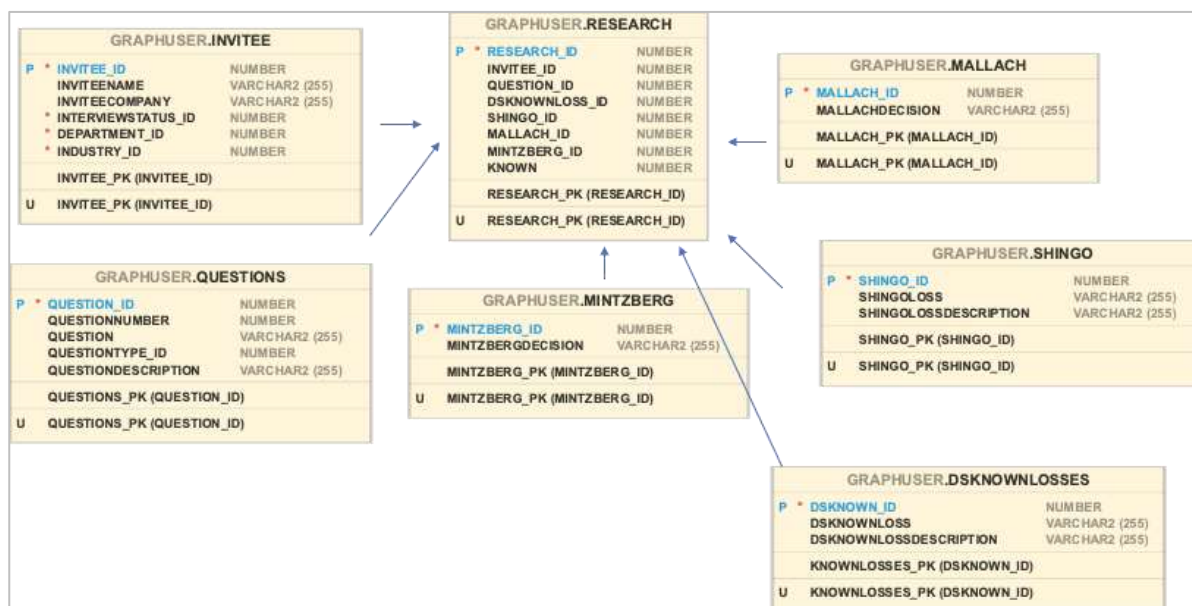 GRAPHUSER.INVITEE
P * INVITEE_ID NUMBER
INVITEENAME VARCHAR2 (255)
INVITEECOMPANY VARCHAR2 (255)
* INTERVIEWSTATUS_ID NUMBER
* DEPARTMENT_ID NUMBER
* INDUSTRY_ID NUMBER
INVITEE_PK (INVITEE_ID)
U INVITEE_PK (INVITEE_ID)
GRAPHUSER.RESEARCH
P * RESEARCH_ID NUMBER
INVITEE_ID NUMBER
QUESTION_ID NUMBER
DSKNOWNLOSS_ID NUMBER
SHINGO_ID NUMBER
MALLACH_ID NUMBER
MINTZBERG_ID NUMBER
KNOWN NUMBER
RESEARCH_PK (RESEARCH_ID)
U RESEARCH_PK (RESEARCH_ID)
GRAPHUSER.MALLACH
P * MALLACH_ID NUMBER
MALLACHDECISION VARCHAR2 (255)
MALLACH_PK (MALLACH_ID)
U MALLACH_PK (MALLACH_ID)
GRAPHUSER.QUESTIONS
P * QUESTION_ID NUMBER
QUESTIONNUMBER NUMBER
QUESTION VARCHAR2 (255)
QUESTIONTYPE_ID NUMBER
QUESTIONDESCRIPTION VARCHAR2 (255)
QUESTIONS_PK (QUESTION_ID)
U QUESTIONS_PK (QUESTION_ID)
GRAPHUSER.MINTZBERG
P * MINTZBERG_ID NUMBER
MINTZBERGDECISION VARCHAR2 (255)
MINTZBERG_PK (MINTZBERG_ID)
U MINTZBERG_PK (MINTZBERG_ID)
GRAPHUSER.SHINGO
P * SHINGO_ID NUMBER
SHINGOLOSS VARCHAR2 (255)
SHINGOLOSSDESCRIPTION VARCHAR2 (255)
SHINGO_PK (SHINGO_ID)
U SHINGO_PK (SHINGO_ID)
GRAPHUSER.DSKNOWNLOSSES
P * DSKNOWN_ID NUMBER
DSKNOWNLOSS VARCHAR2 (255)
DSKNOWNLOSSDESCRIPTION VARCHAR2 (255)
KNOWNLOSSES_PK (DSKNOWN_ID)
U KNOWNLOSSES_PK (DSKNOWN_ID)